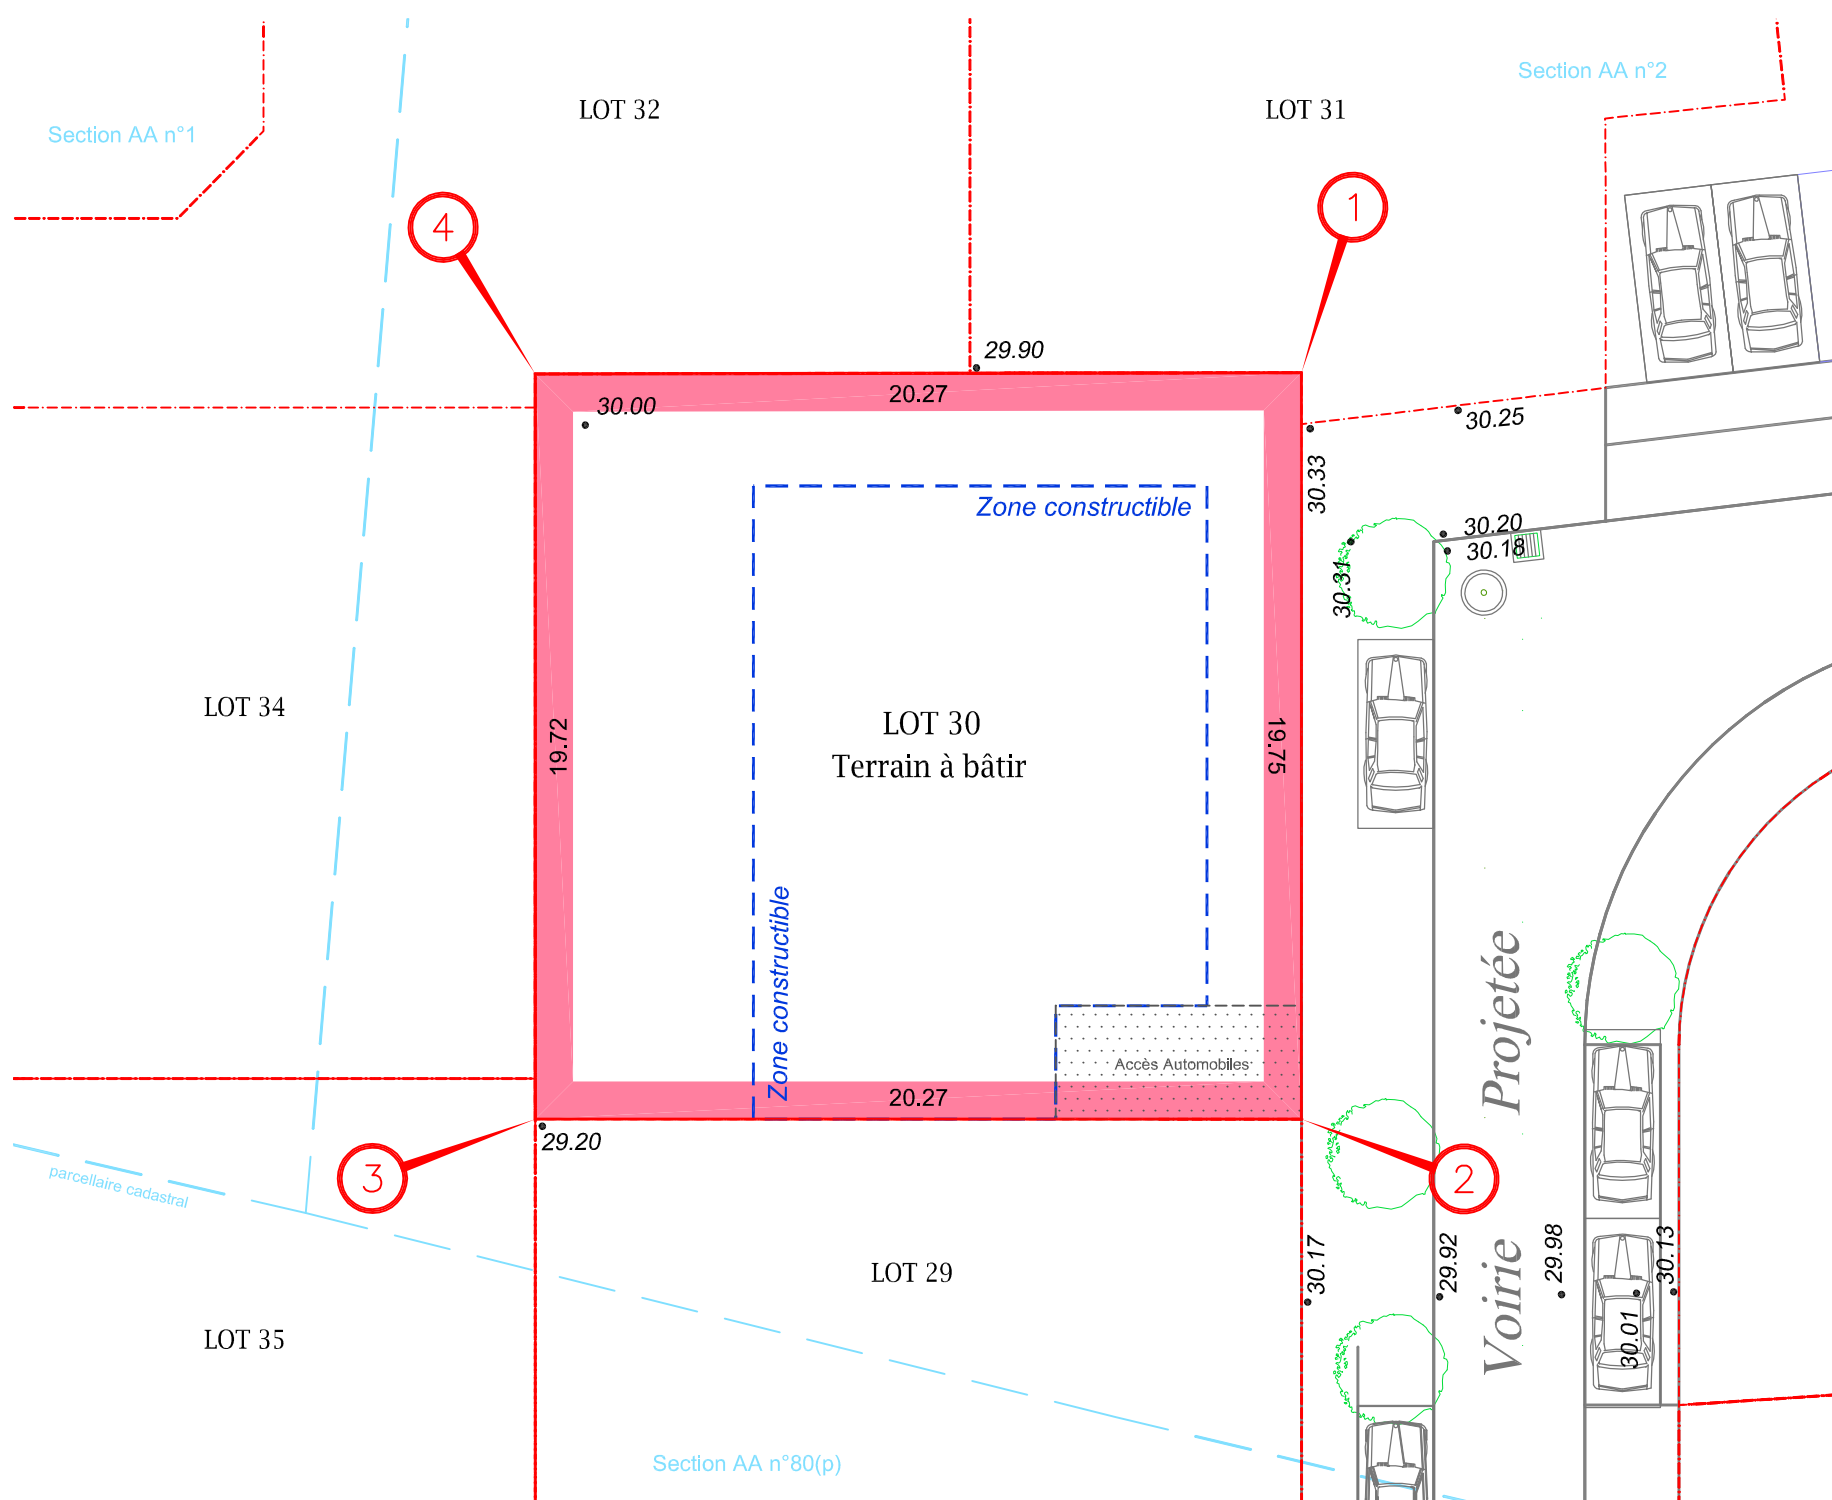 Section AA n°2
LOT 32
LOT 31
Section AA n°1
4
1
29.90
20.27
30.00
30.25
30.33
Zone constructible
30.20
30.18
30.31
LOT 34
LOT 30
Terrain à bâtir
19.72
19.75
Zone constructible
Accès Automobiles
20.27
29.20
3
2
parcellaire cadastral
Voirie Projetée
30.17
29.92
29.98
30.13
30.01
LOT 29
LOT 35
Section AA n°80(p)